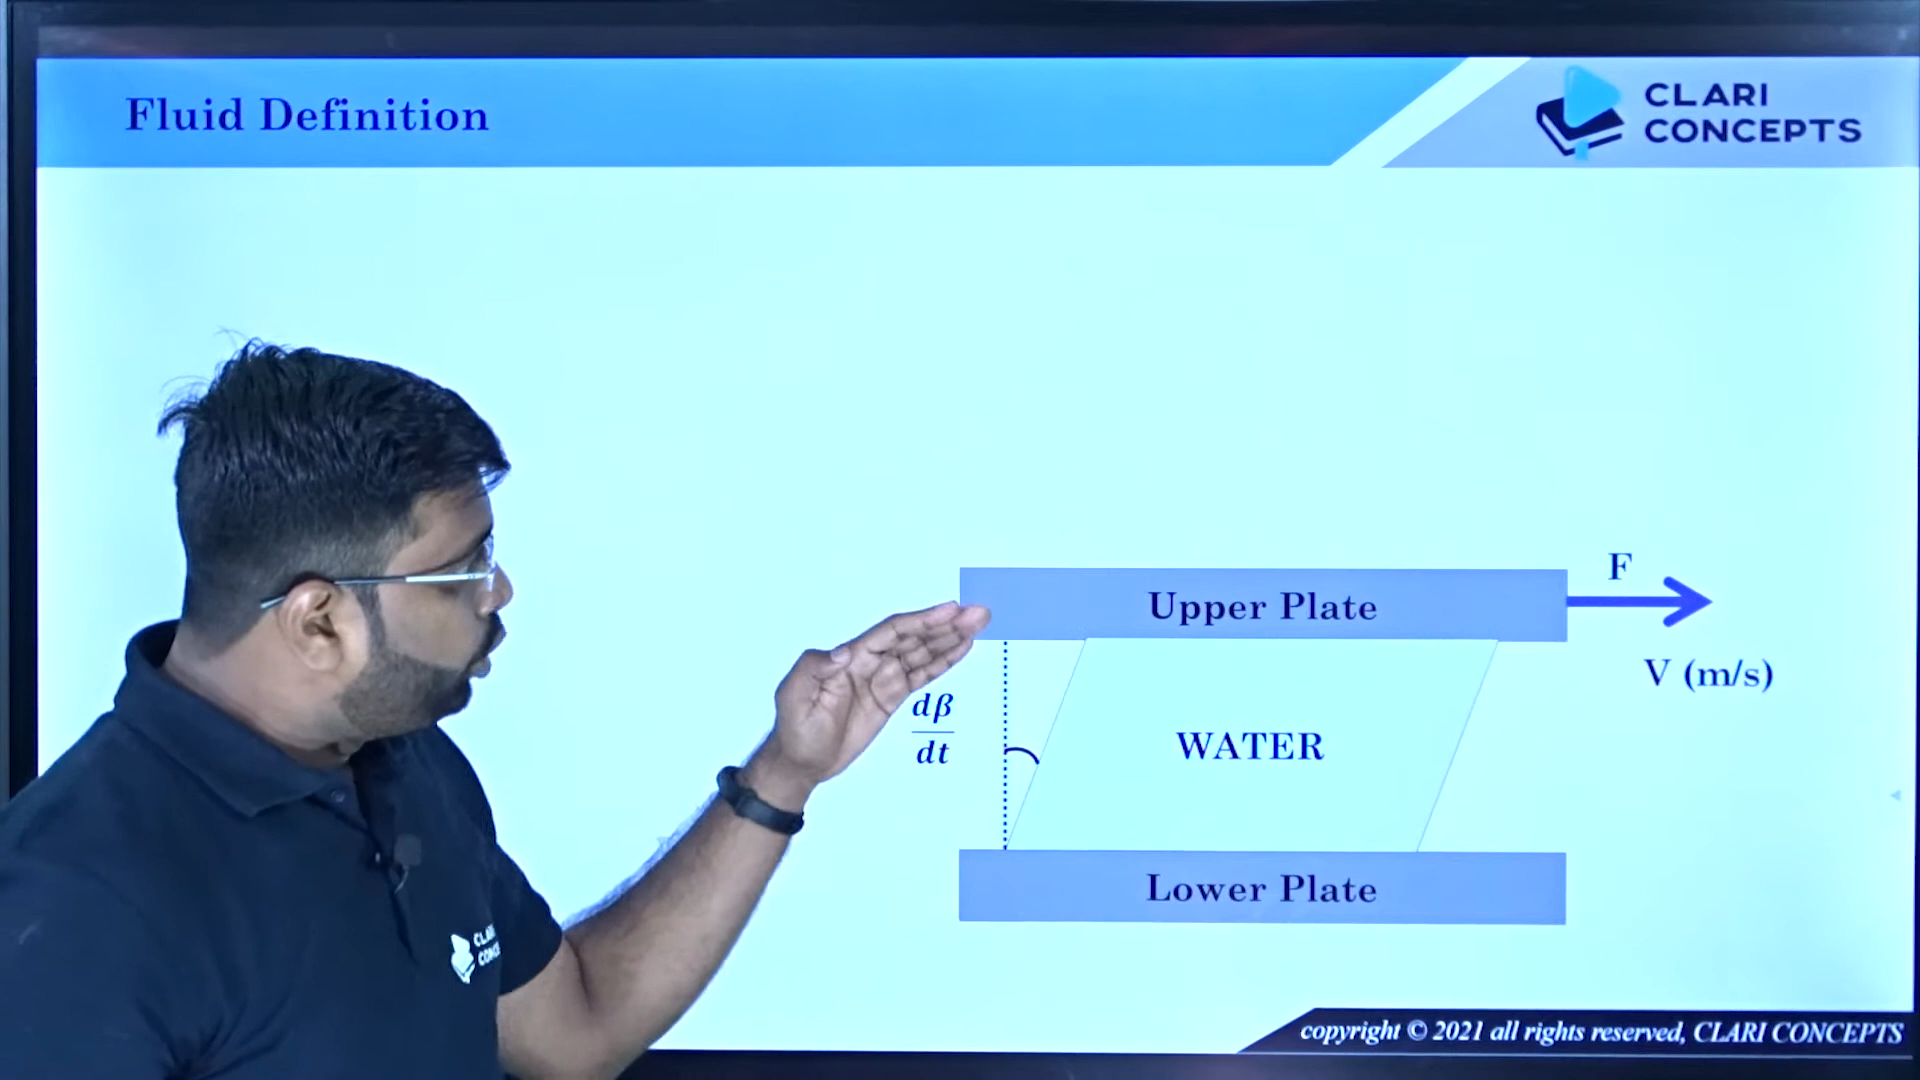 Fluid Definition
CLARI
CONCEPTS
F
Upper Plate
V (m/s)
dβ
dt
WATER
Lower Plate
copyright © 2021 all rights reserved, CLARI CONCEPTS